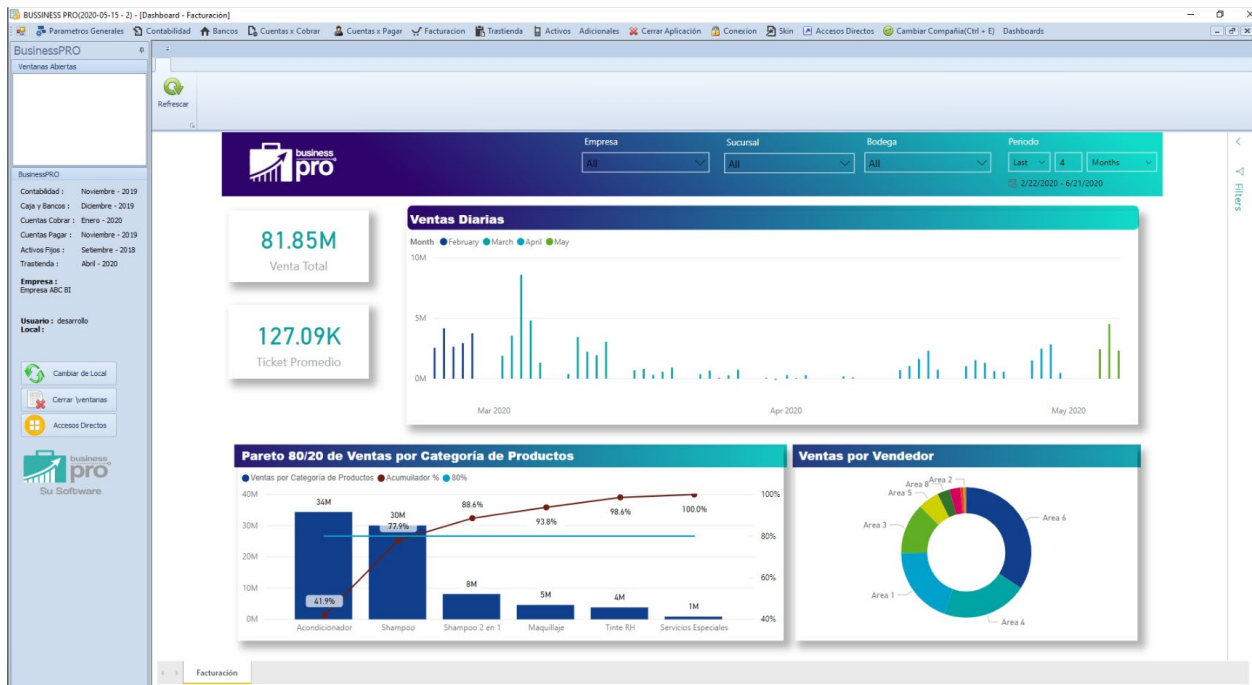 BUSSINESS PRO(2020-05-15 - 2) - [Dashboard - Facturación]
Parametros Generales Contabilidad Bancos Cuentas x Cobrar Cuentas x Pagar Facturacion Trastienda Activos Adicionales Cerrar Aplicación Conexion Skin Accesos Directos Cambiar Compañia(Ctrl + E) Dashboards
BusinessPRO
Ventanas Abiertas
Refrescar
BusinessPRO
Contabilidad : Noviembre - 2019
Caja y Bancos : Diciembre - 2019
Cuentas Cobrar : Enero - 2020
Cuentas Pagar : Noviembre - 2019
Activos Fijos : Setiembre - 2018
Trastienda : Abril - 2020
Empresa :
Empresa ABC BI
Usuario : desarrollo
Local :
Cambiar de Local
Cerrar \ventanas
Accesos Directos
business
pro
Su Software
business
pro
Empresa Sucursal Bodega Periodo
All All All Last 4 Months
2/22/2020 - 6/21/2020
Filters
81.85M
Venta Total
127.09K
Ticket Promedio
Ventas Diarias
Month February March April May
10M
5M
0M
Mar 2020 Apr 2020 May 2020
Pareto 80/20 de Ventas por Categoría de Productos
Ventas por Categoría de Productos Acumulador % 80%
40M 30M 20M 10M 0M
34M 30M 8M 5M 4M 1M
41.9% 77.9% 88.6% 93.8% 98.6% 100.0%
100% 80% 60% 40%
Acondicionador Shampoo Shampoo 2 en 1 Maquillaje Tinte RH Servicios Especiales
Ventas por Vendedor
Area 2
Area 8
Area 5
Area 6
Area 3
Area 1
Area 4
Facturación